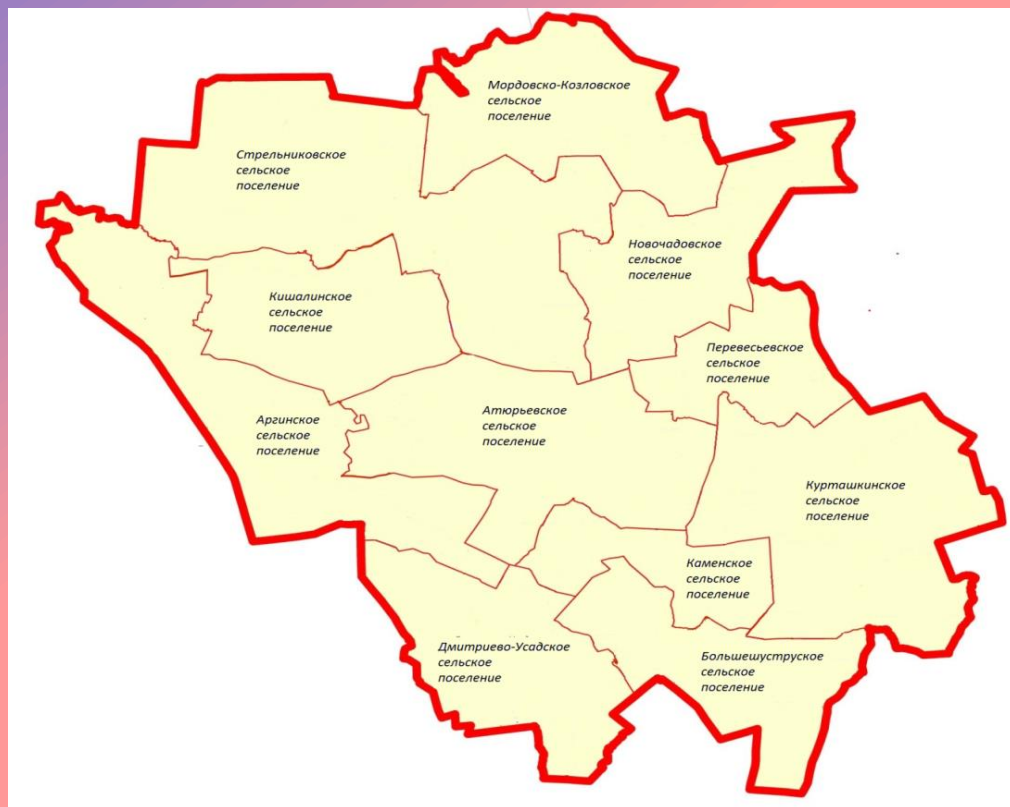 Мордовско-Козловское
сельское
поселение
Стрельниковское
сельское
поселение
Новочадовское
сельское
поселение
Кишалинское
сельское
поселение
Перевесьевское
сельское
поселение
Аргинское
сельское
поселение
Атюрьевское
сельское
поселение
Курташкинское
сельское
поселение
Каменское
сельское
поселение
Дмитриево-Усадское
сельское
поселение
Большешуструское
сельское
поселение